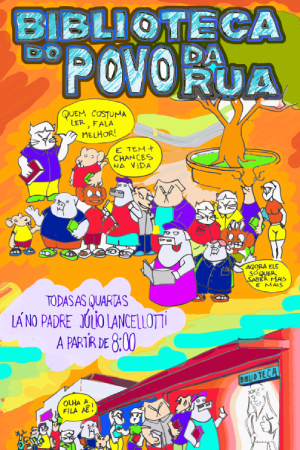 BIBLIOTECA
DO POVO DA
RUA
QUEM COSTUMA
LER, FALA
MELHOR!
E TEM +
CHANCES
NA VIDA
AGORA ELE
SÓ QUER
SABER MAIS
E MAIS
TODAS AS QUARTAS
LÁ NO PADRE JÚLIO LANCELLOTTI
A PARTIR DE 8:00
BIBLIOTECA
OLHA A
FILA AÊ!